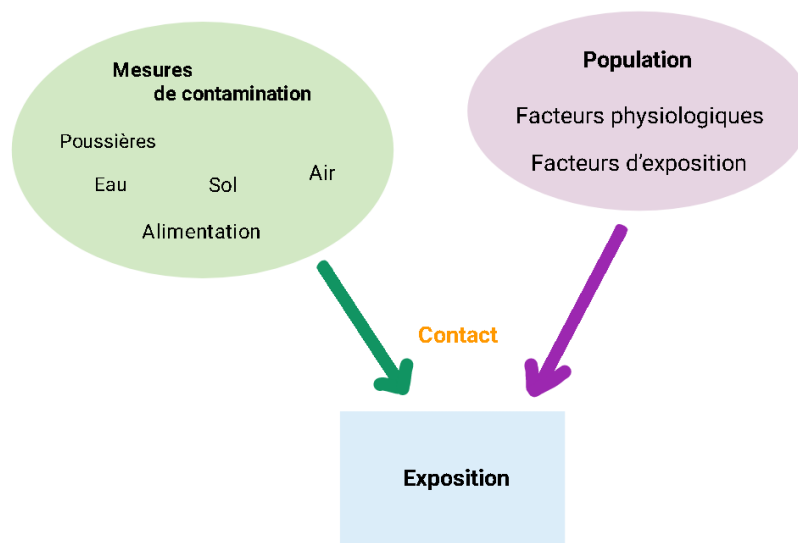 Mesures
de contamination
Poussières
Eau
Sol
Air
Alimentation
Population
Facteurs physiologiques
Facteurs d'exposition
Contact
Exposition